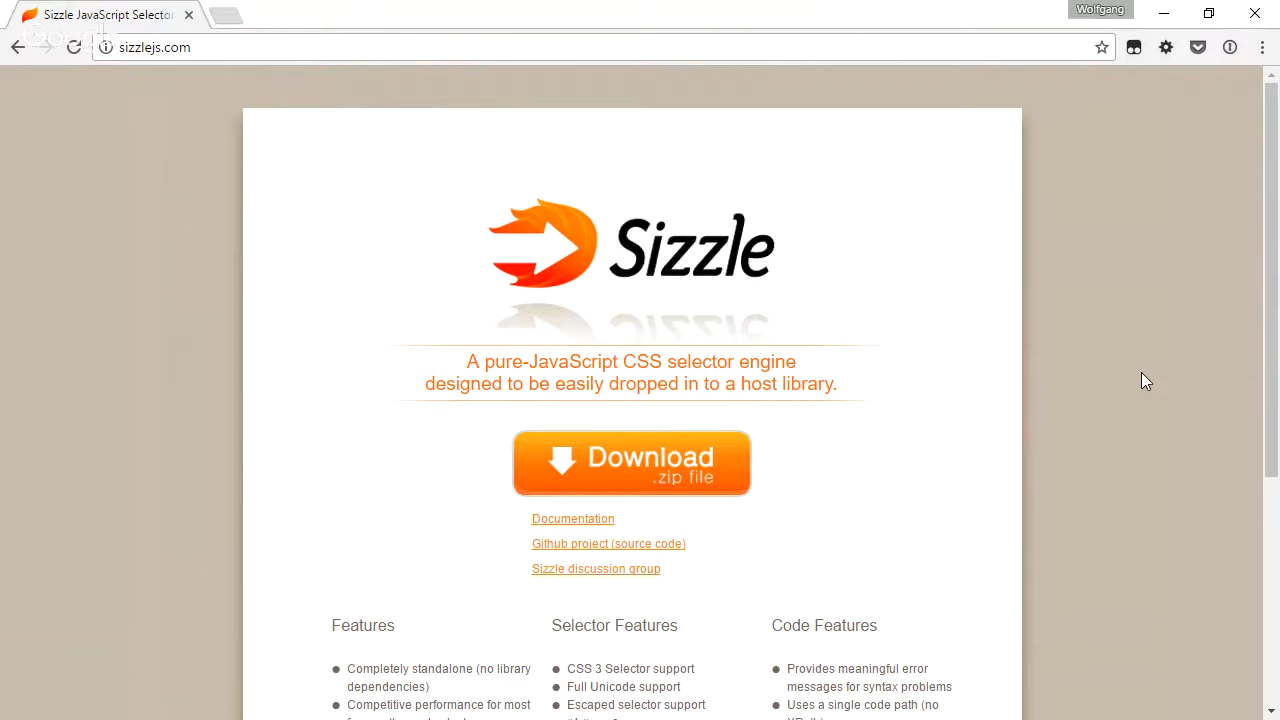 Sizzle JavaScript Selector
Wolfgang
Google
sizzlejs.com
Sizzle
A pure-JavaScript CSS selector engine
designed to be easily dropped in to a host library.
Download
.zip file
Documentation
Github project (source code)
Sizzle discussion group
Features
Selector Features
Code Features
Completely standalone (no library
dependencies)
Competitive performance for most
CSS 3 Selector support
Full Unicode support
Escaped selector support
Provides meaningful error
messages for syntax problems
Uses a single code path (no